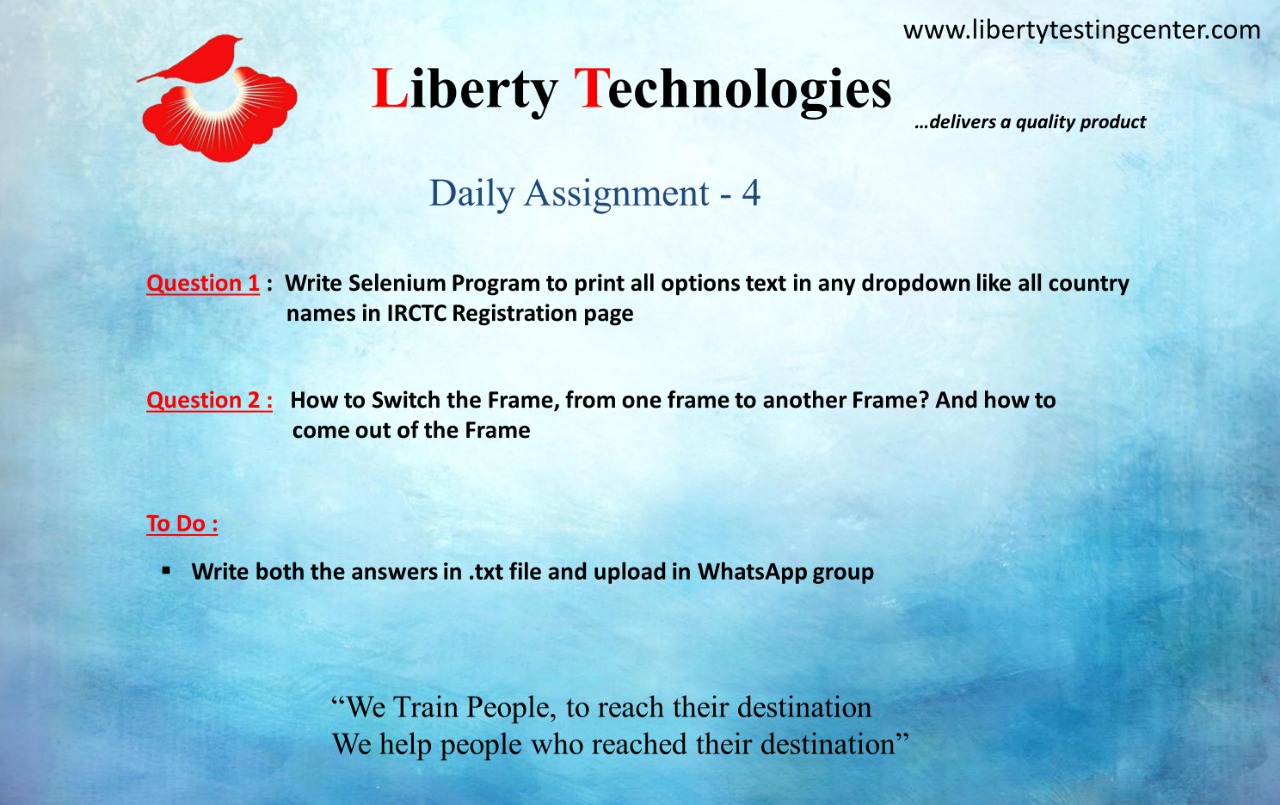 www.libertytestingcenter.com
Liberty Technologies
...delivers a quality product
Daily Assignment - 4
Question 1 : Write Selenium Program to print all options text in any dropdown like all country
names in IRCTC Registration page
Question 2 : How to Switch the Frame, from one frame to another Frame? And how to
come out of the Frame
To Do :
▪ Write both the answers in .txt file and upload in WhatsApp group
“We Train People, to reach their destination
We help people who reached their destination”